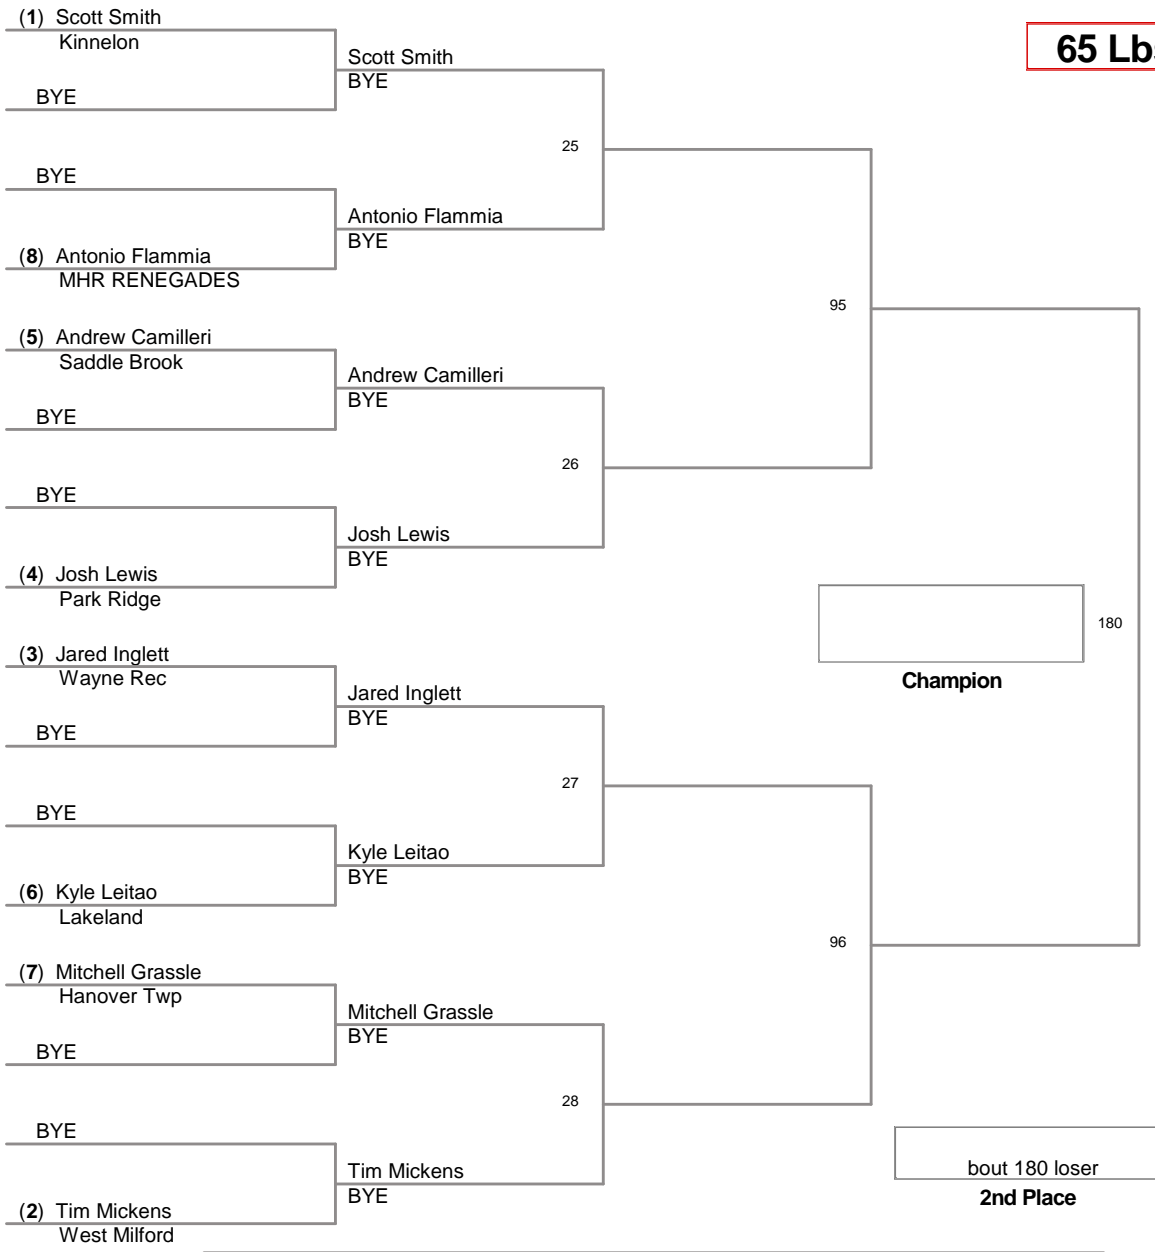 (1) Scott Smith
Kinnelon
BYE
BYE
(8) Antonio Flammia
MHR RENEGADES
(5) Andrew Camilleri
Saddle Brook
BYE
BYE
(4) Josh Lewis
Park Ridge
(3) Jared Inglett
Wayne Rec
BYE
BYE
(6) Kyle Leitao
Lakeland
(7) Mitchell Grassle
Hanover Twp
BYE
BYE
(2) Tim Mickens
West Milford
Scott Smith
BYE
Antonio Flammia
BYE
Andrew Camilleri
BYE
Josh Lewis
BYE
Jared Inglett
BYE
Kyle Leitao
BYE
Mitchell Grassle
BYE
Tim Mickens
BYE
25
26
27
28
95
96
65 Lb
180
Champion
bout 180 loser
2nd Place